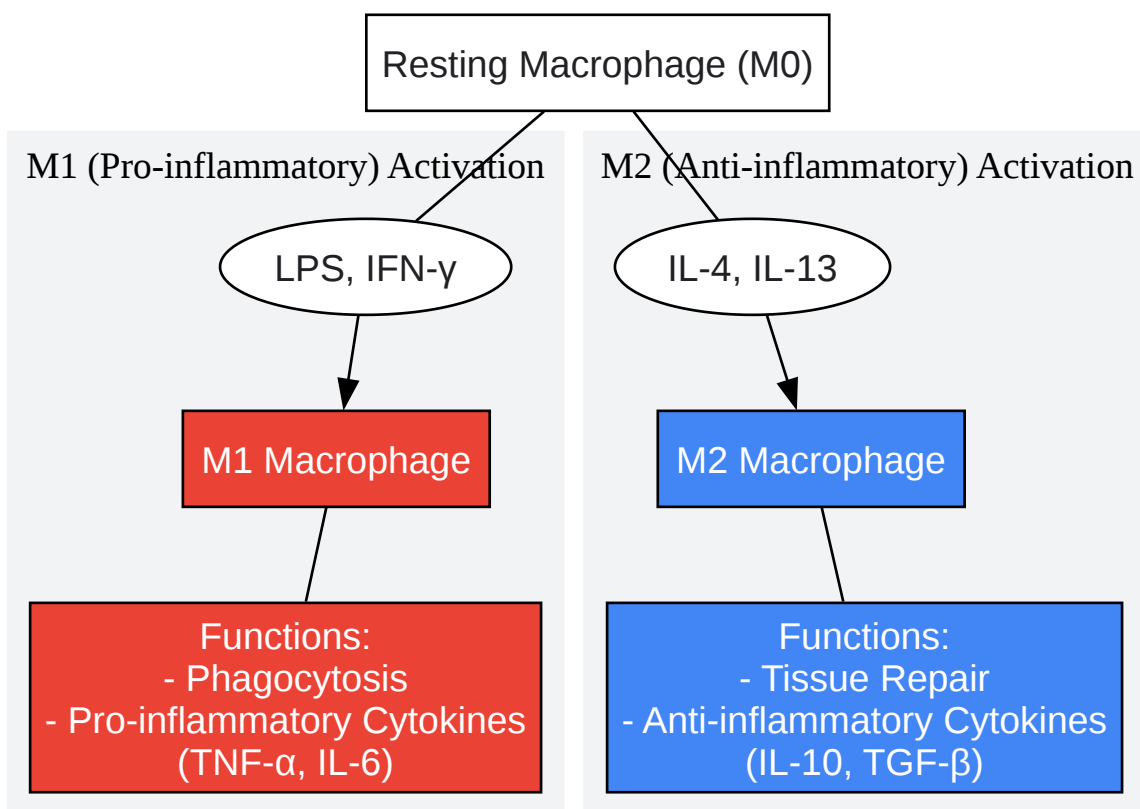 Resting Macrophage (M0)
M1 (Pro-inflammatory) Activation
LPS, IFN-γ
M1 Macrophage
Functions:
- Phagocytosis
- Pro-inflammatory Cytokines
(TNF-α, IL-6)
M2 (Anti-inflammatory) Activation
IL-4, IL-13
M2 Macrophage
Functions:
- Tissue Repair
- Anti-inflammatory Cytokines
(IL-10, TGF-β)